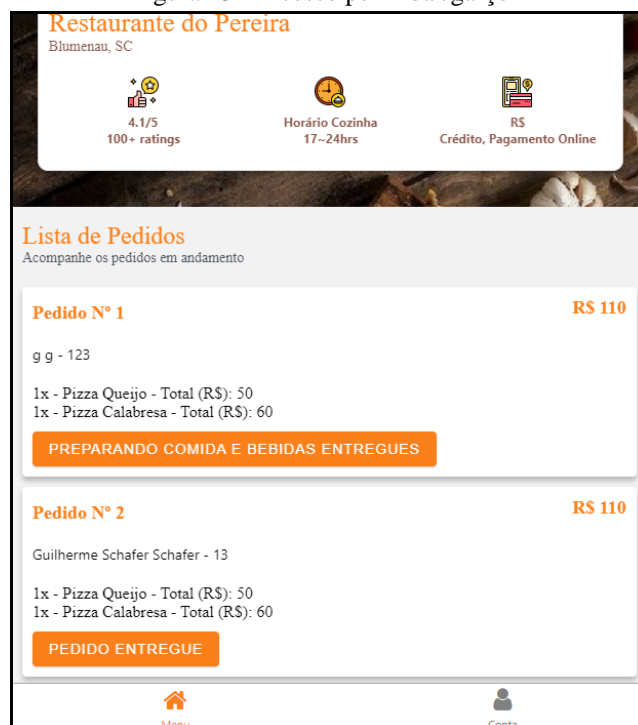 Restaurante do Pereira
Blumenau, SC
4.1/5
100+ ratings
Horário Cozinha
17~24hrs
R$
Crédito, Pagamento Online
Lista de Pedidos
Acompanhe os pedidos em andamento
Pedido Nº 1
R$ 110
g g - 123
1x - Pizza Queijo - Total (R$): 50
1x - Pizza Calabresa - Total (R$): 60
PREPARANDO COMIDA E BEBIDAS ENTREGUES
Pedido Nº 2
R$ 110
Guilherme Schafer Schafer - 13
1x - Pizza Queijo - Total (R$): 50
1x - Pizza Calabresa - Total (R$): 60
PEDIDO ENTREGUE
Menu
Conta